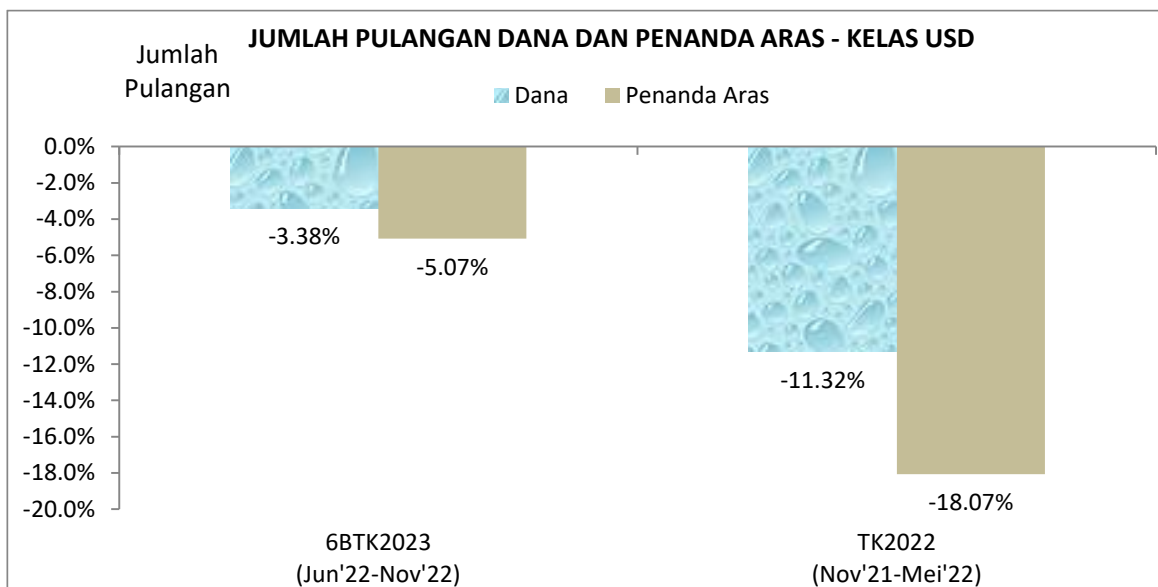 JUMLAH PULANGAN DANA DAN PENANDA ARAS - KELAS USD
Jumlah
Pulangan
Dana
Penanda Aras
0.0%
-2.0%
-4.0%
-6.0%
-8.0%
-10.0%
-12.0%
-14.0%
-16.0%
-18.0%
-20.0%
-3.38%
-5.07%
-11.32%
-18.07%
6BTK2023
(Jun'22-Nov'22)
TK2022
(Nov'21-Mei'22)